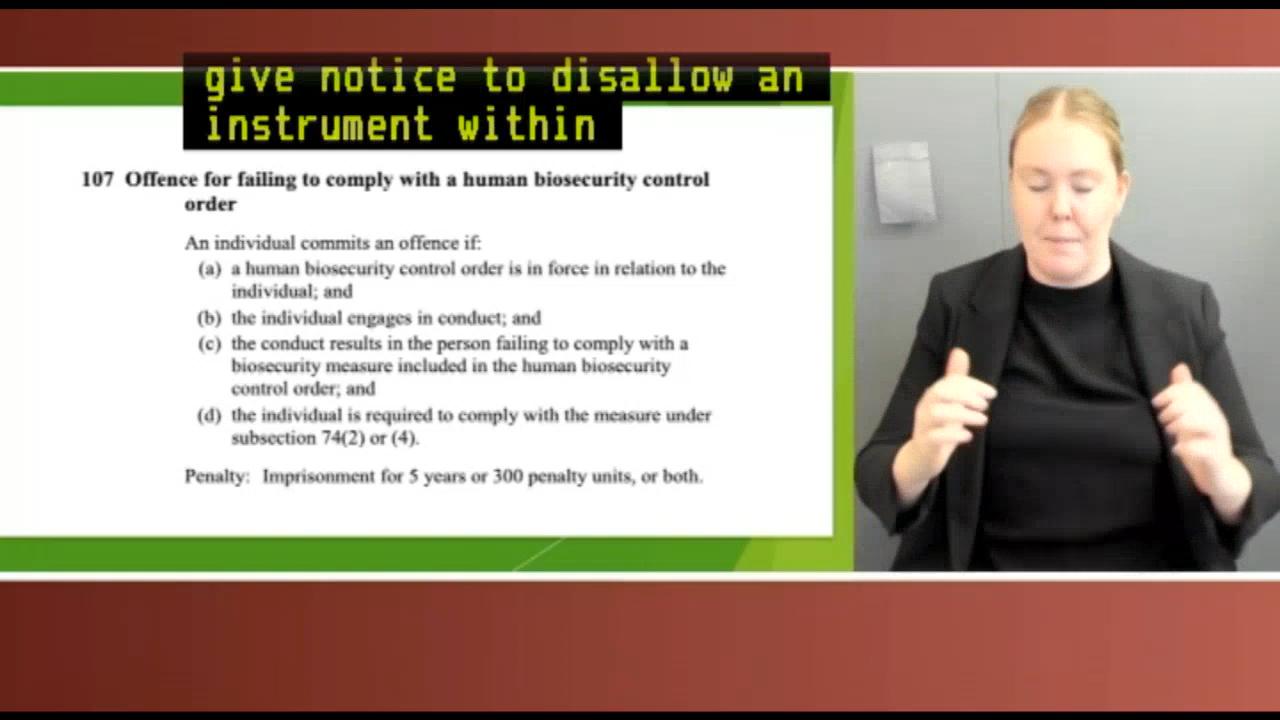 give notice to disallow an
instrument within
107 Offence for failing to comply with a human biosecurity control
order
An individual commits an offence if:
(a) a human biosecurity control order is in force in relation to the
individual; and
(b) the individual engages in conduct; and
(c) the conduct results in the person failing to comply with a
biosecurity measure included in the human biosecurity
control order; and
(d) the individual is required to comply with the measure under
subsection 74(2) or (4).
Penalty: Imprisonment for 5 years or 300 penalty units, or both.